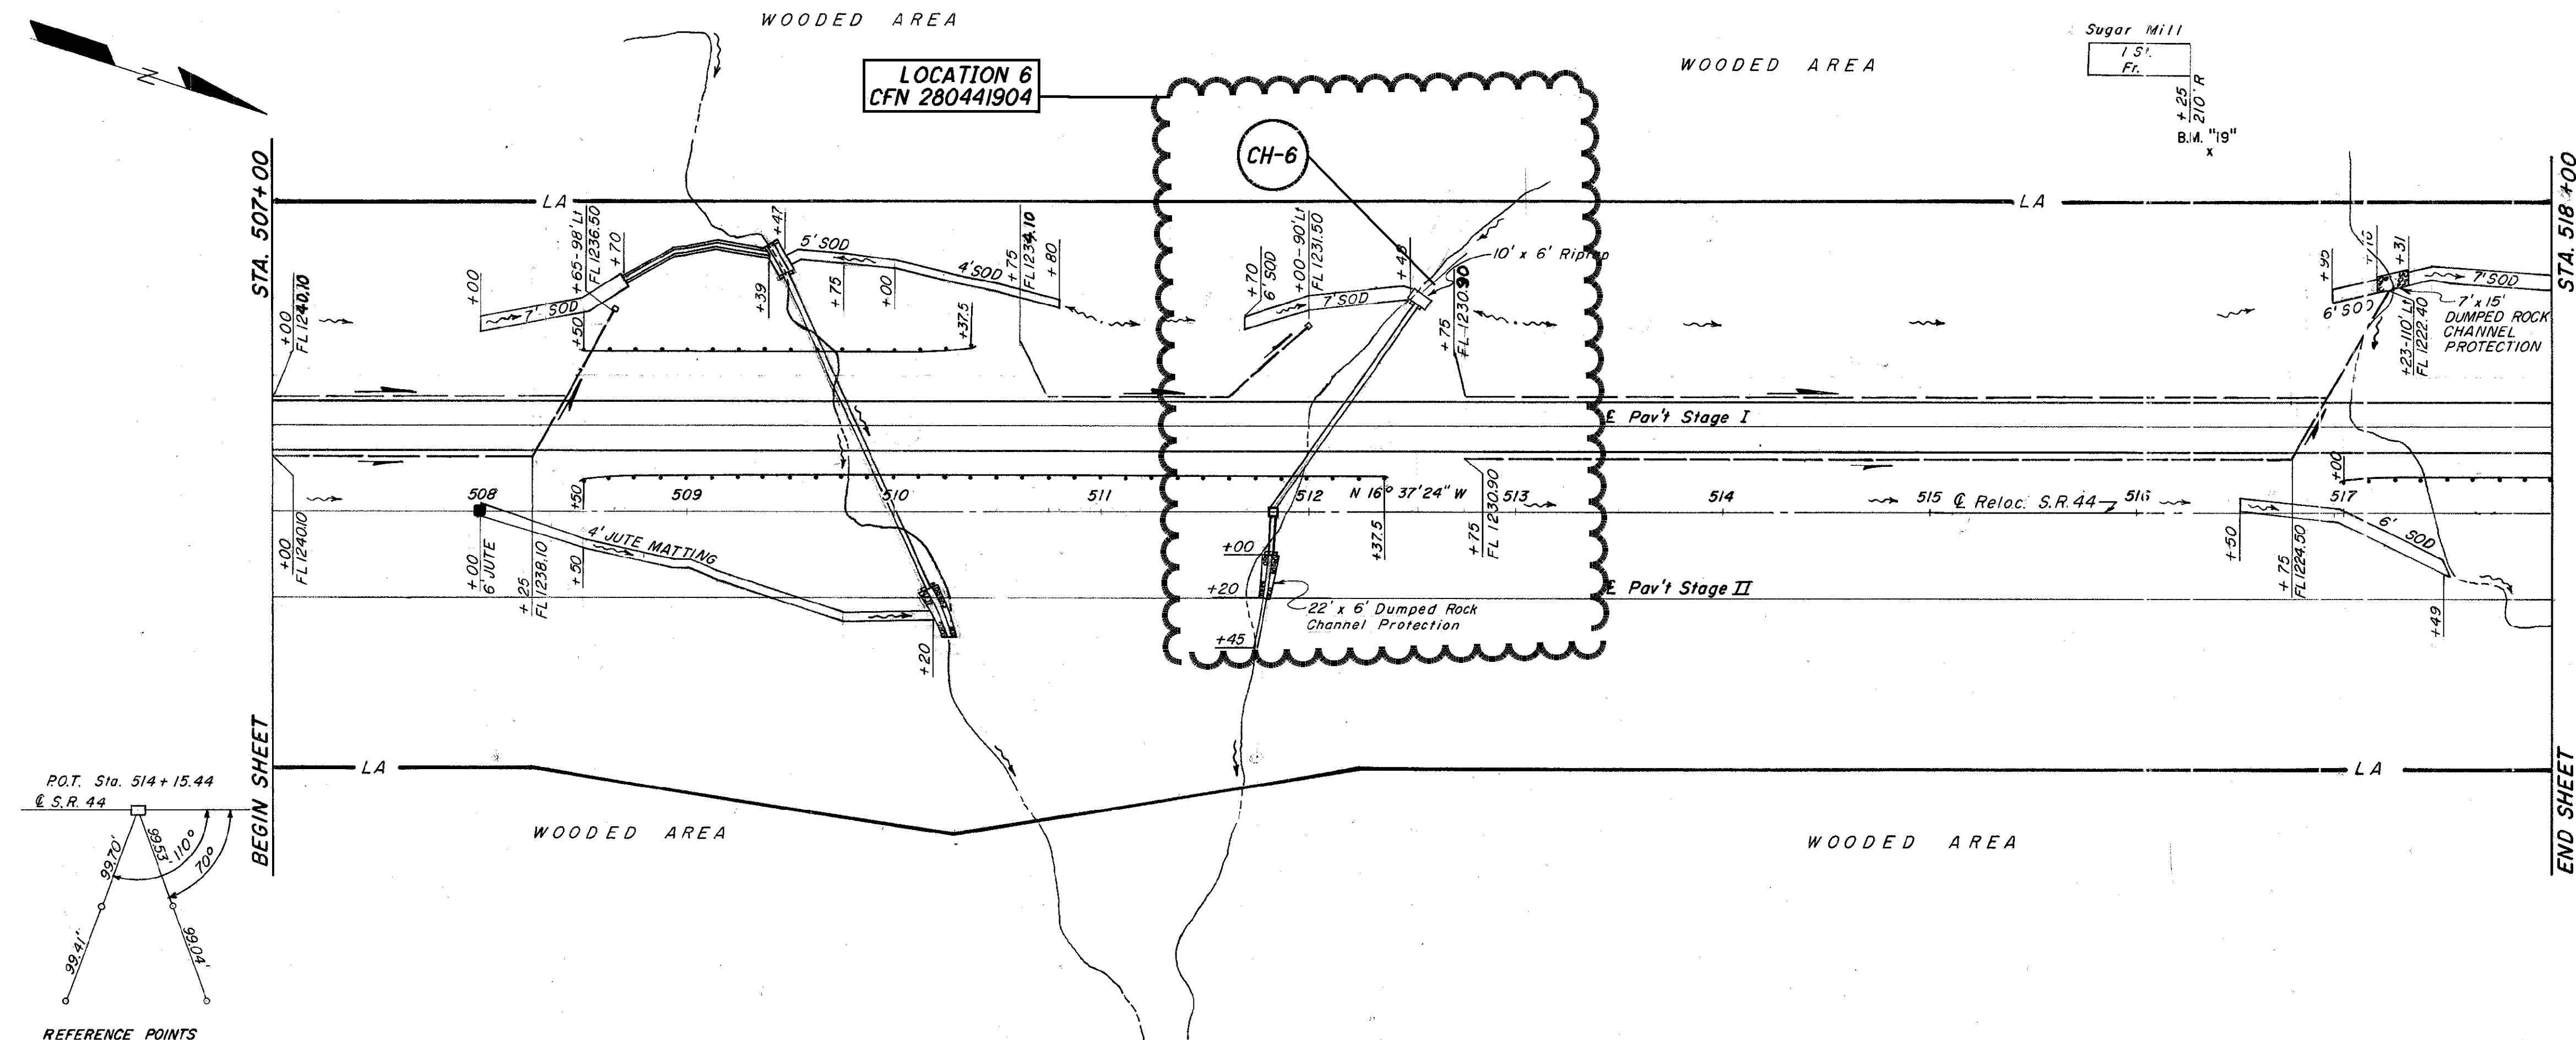 WOODED AREA
WOODED AREA
Sugar Mill
1 St.
Fr.
+25
210' R
B.M. "19"
x
N
LOCATION 6
CFN 280441904
CH-6
STA. 507+00
STA. 518+00
LA
LA
+00
FL 1240.10
+00
7' SOD
+50
+65-98' Lt
FL 1236.50
+70
+47
+39
5' SOD
+75
+00
4' SOD
+37.5
+75
FL 1234.10
+80
+70
6' SOD
+00-90' Lt
FL 1231.50
7' SOD
10' x 6' Riprap
+75
FL 1230.90
+95
6' SOD
+31
7' SOD
7' x 15'
DUMPED ROCK
CHANNEL
PROTECTION
+23-110' Lt
FL 1222.40
℄ Pav't Stage I
508
509
510
511
512
N 16° 37' 24" W
513
514
515
℄ Reloc. S.R. 44
516
517
+00
FL 1240.10
+00
6' JUTE
+25
FL 1238.10
+50
+50
4' JUTE MATTING
+20
+00
+20
+45
22' x 6' Dumped Rock
Channel Protection
+37.5
+75
FL 1230.90
℄ Pav't Stage II
+50
+75
FL 1224.50
+00
6' SOD
+49
LA
LA
BEGIN SHEET
END SHEET
WOODED AREA
WOODED AREA
P.O.T. Sta. 514+15.44
℄ S.R. 44
99.70'
99.53'
110°
70°
99.41'
99.04'
REFERENCE POINTS